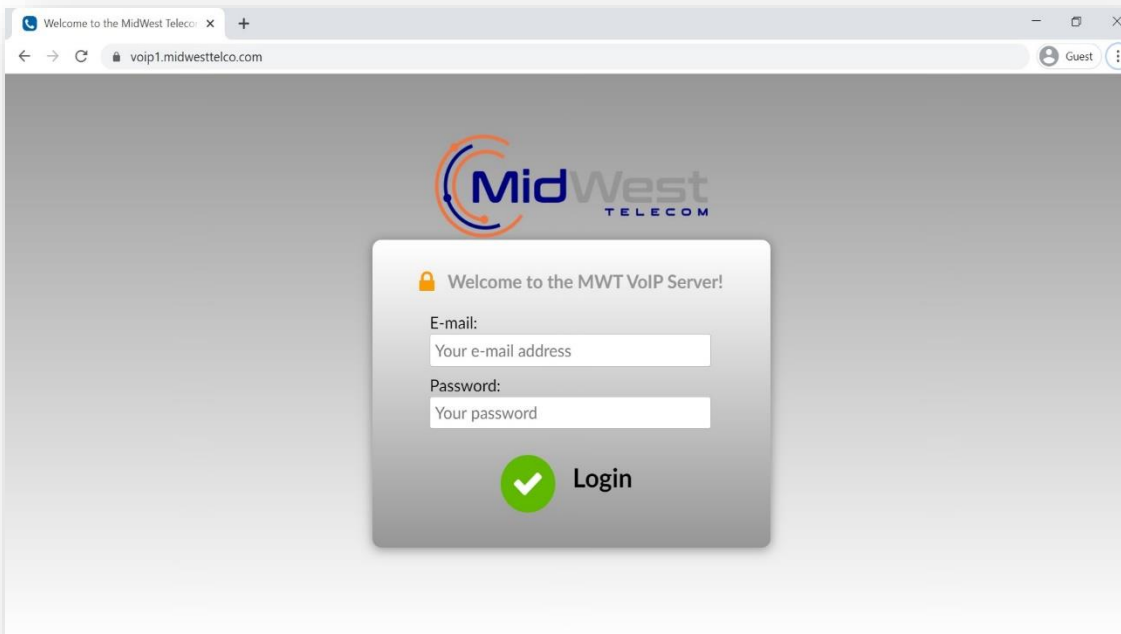 Welcome to the MidWest Teleco
voip1.midwesttelco.com
Guest
MidWest
TELECOM
Welcome to the MWT VoIP Server!
E-mail:
Your e-mail address
Password:
Your password
Login